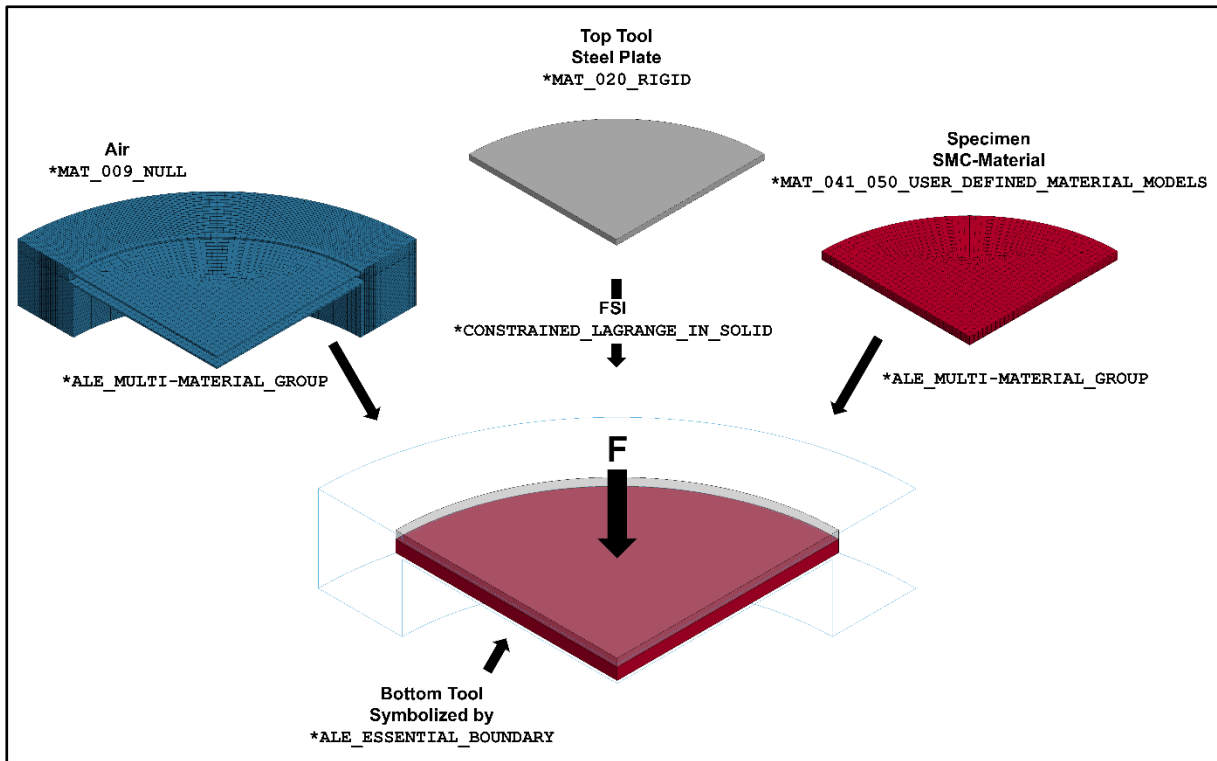 Top Tool
Steel Plate
*MAT_020_RIGID
Air
*MAT_009_NULL
Specimen
SMC-Material
*MAT_041_050_USER_DEFINED_MATERIAL_MODELS
FSI
*CONSTRAINED_LAGRANGE_IN_SOLID
*ALE_MULTI-MATERIAL_GROUP
*ALE_MULTI-MATERIAL_GROUP
F
Bottom Tool
Symbolized by
*ALE_ESSENTIAL_BOUNDARY